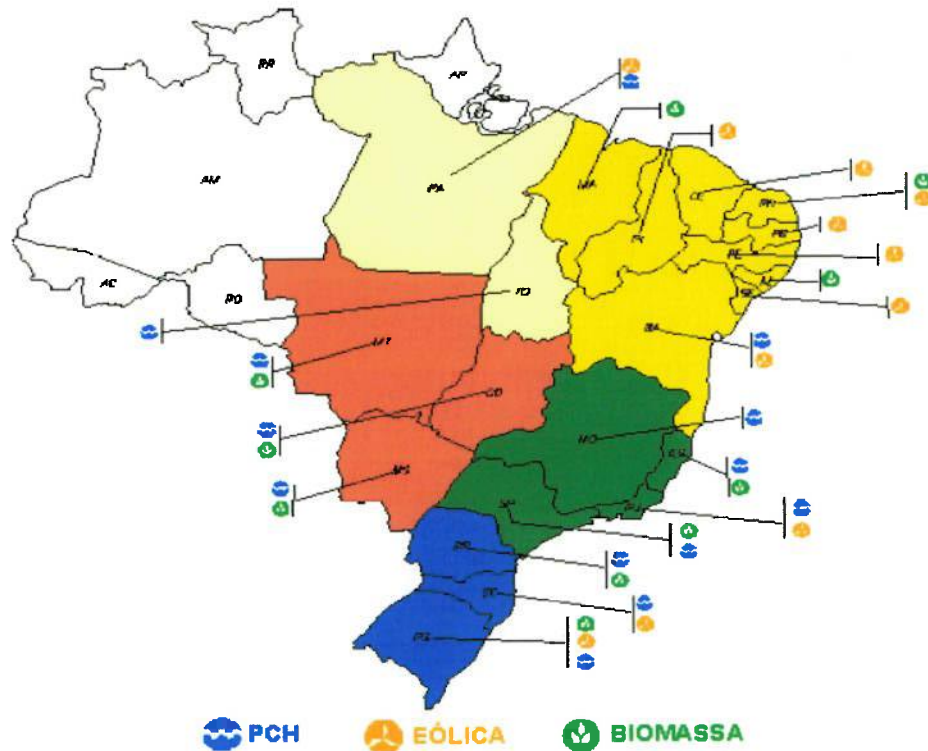 RR
AP
AM
PA
MA
CE
RN
PI
PB
PE
AL
SE
AC
RO
TO
BA
MT
GO
MG
ES
MS
SP
RJ
PR
SC
RS
PCH EÓLICA BIOMASSA